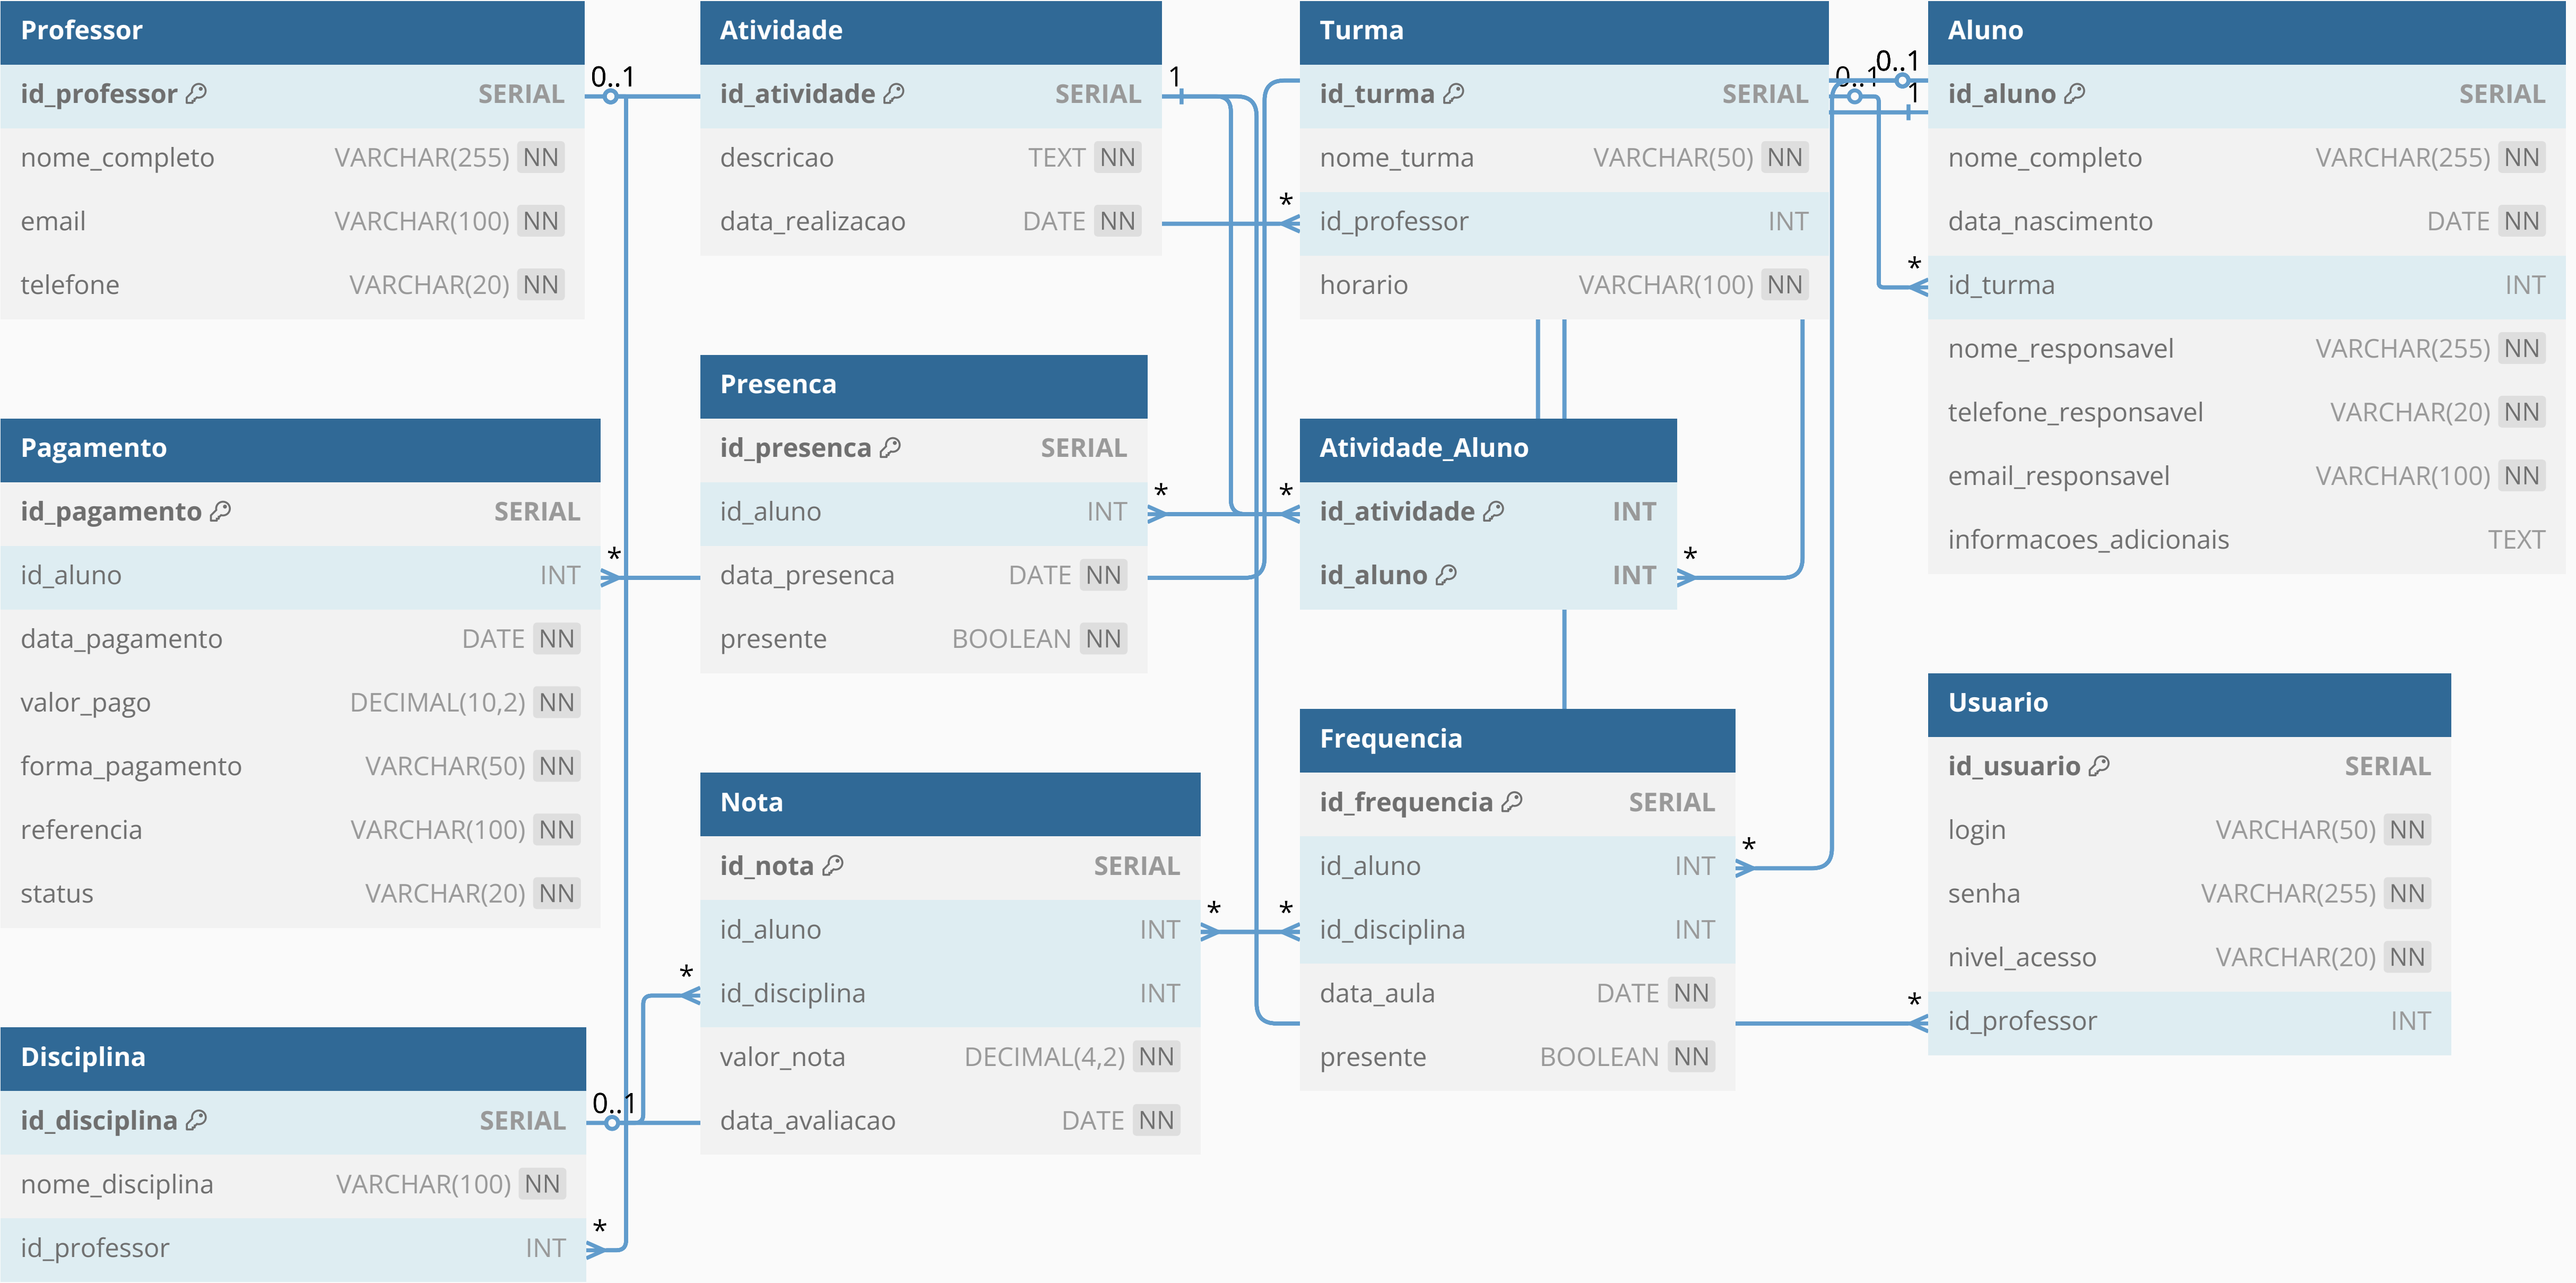 Professor
id_professor SERIAL
nome_completo VARCHAR(255) NN
email VARCHAR(100) NN
telefone VARCHAR(20) NN
0..1
Atividade
id_atividade SERIAL
descricao TEXT NN
data_realizacao DATE NN
1
Turma
id_turma SERIAL
nome_turma VARCHAR(50) NN
* id_professor INT
horario VARCHAR(100) NN
0..1
0..1
1
Aluno
id_aluno SERIAL
nome_completo VARCHAR(255) NN
data_nascimento DATE NN
* id_turma INT
nome_responsavel VARCHAR(255) NN
telefone_responsavel VARCHAR(20) NN
email_responsavel VARCHAR(100) NN
informacoes_adicionais TEXT
Pagamento
id_pagamento SERIAL
id_aluno INT *
data_pagamento DATE NN
valor_pago DECIMAL(10,2) NN
forma_pagamento VARCHAR(50) NN
referencia VARCHAR(100) NN
status VARCHAR(20) NN
Presenca
id_presenca SERIAL
id_aluno INT *
data_presenca DATE NN
presente BOOLEAN NN
Atividade_Aluno
* id_atividade INT
id_aluno INT *
Nota
id_nota SERIAL
id_aluno INT *
* id_disciplina INT
valor_nota DECIMAL(4,2) NN
data_avaliacao DATE NN
Frequencia
id_frequencia SERIAL
id_aluno INT *
* id_disciplina INT
data_aula DATE NN
presente BOOLEAN NN
Usuario
id_usuario SERIAL
login VARCHAR(50) NN
senha VARCHAR(255) NN
nivel_acesso VARCHAR(20) NN
* id_professor INT
Disciplina
id_disciplina SERIAL
0..1
nome_disciplina VARCHAR(100) NN
id_professor INT *